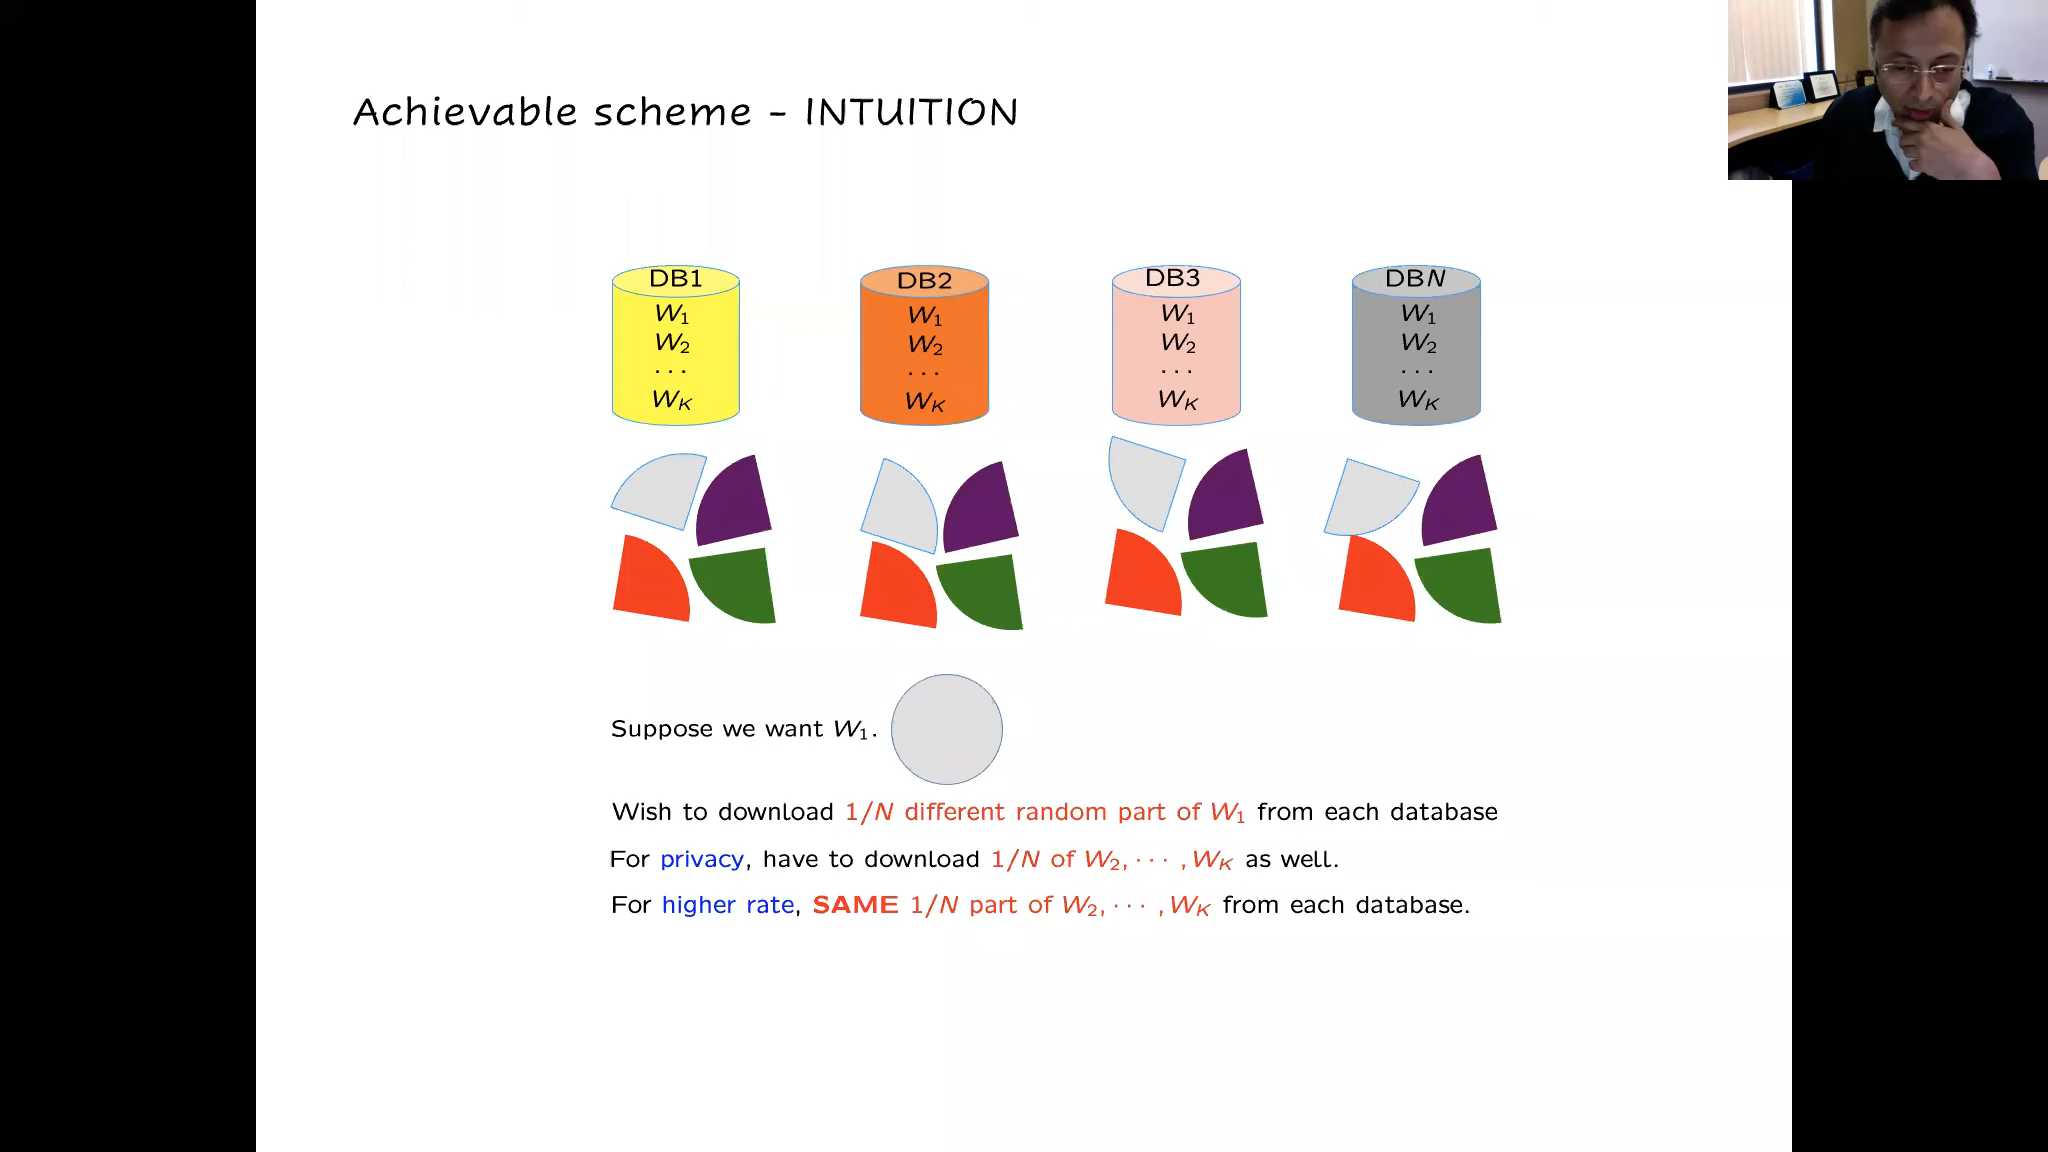 Achievable scheme - INTUITION
DB1 DB2 DB3 DBN
W₁ W₁ W₁ W₁
W₂ W₂ W₂ W₂
... ... ... ...
W_K W_K W_K W_K
Suppose we want W₁.
Wish to download 1/N different random part of W₁ from each database
For privacy, have to download 1/N of W₂, ··· , W_K as well.
For higher rate, SAME 1/N part of W₂, ··· , W_K from each database.